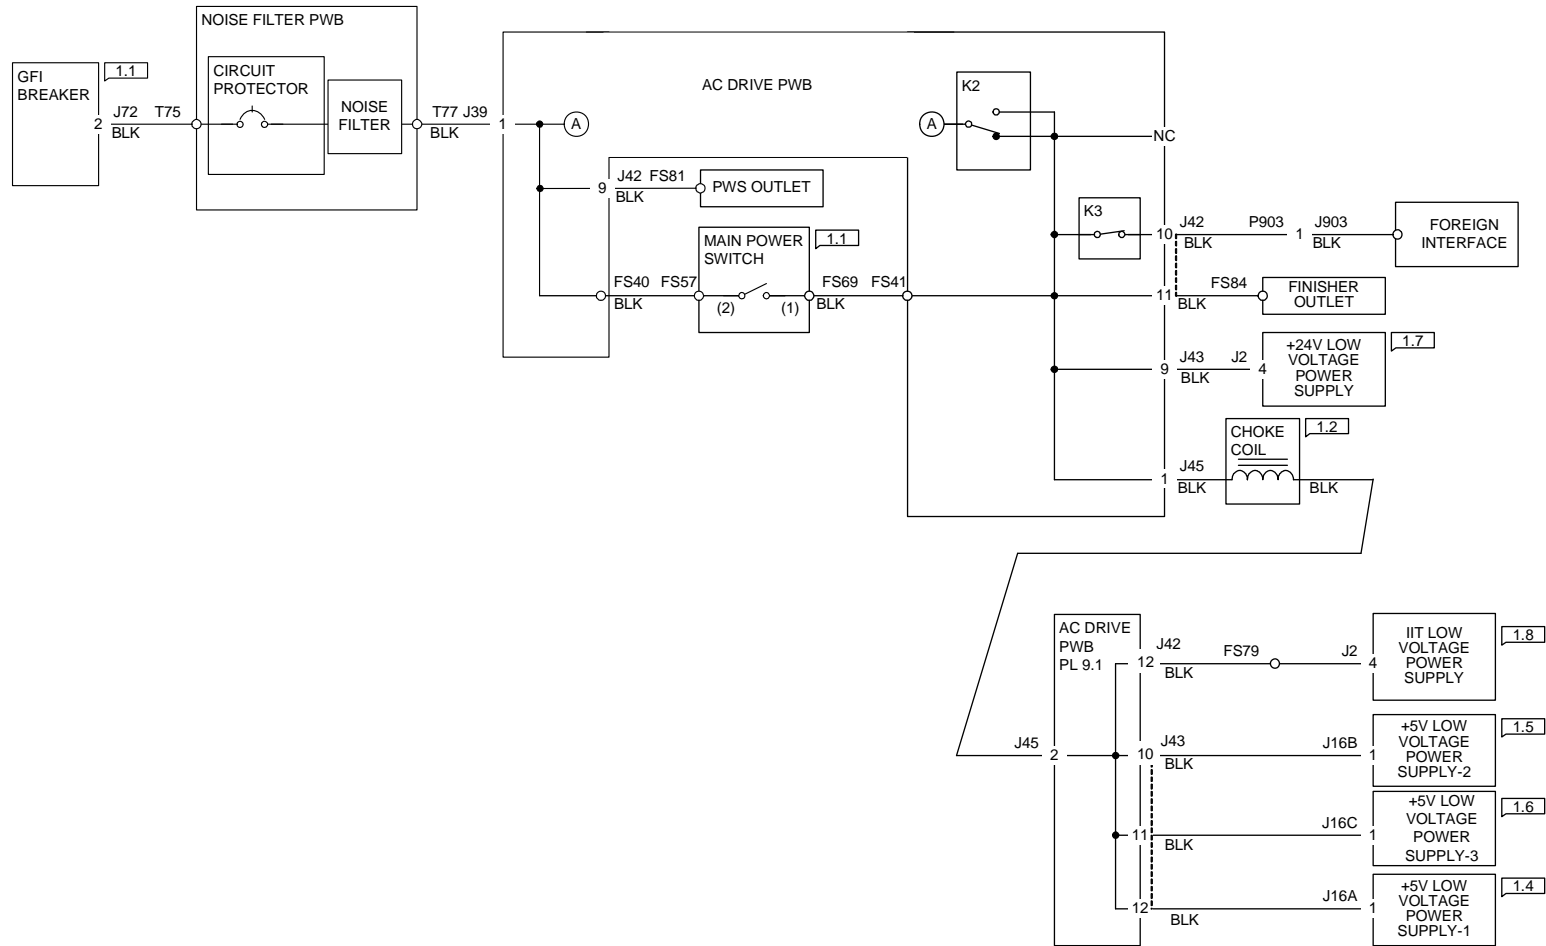 NOISE FILTER PWB
GFI
BREAKER
1.1
2
J72
BLK
T75
CIRCUIT
PROTECTOR
NOISE
FILTER
T77
BLK
J39
1
A
AC DRIVE PWB
A
K2
NC
9
J42
BLK
FS81
PWS OUTLET
MAIN POWER
SWITCH
(2)
(1)
1.1
FS40
BLK
FS57
FS69
BLK
FS41
K3
10
J42
BLK
P903
1
J903
BLK
FOREIGN
INTERFACE
11
BLK
FS84
FINISHER
OUTLET
9
J43
BLK
J2
4
+24V LOW
VOLTAGE
POWER
SUPPLY
1.7
1
J45
BLK
CHOKE
COIL
1.2
BLK
J45
2
AC DRIVE
PWB
PL 9.1
12
J42
BLK
FS79
J2
4
IIT LOW
VOLTAGE
POWER
SUPPLY
1.8
10
J43
BLK
J16B
1
+5V LOW
VOLTAGE
POWER
SUPPLY-2
1.5
11
BLK
J16C
1
+5V LOW
VOLTAGE
POWER
SUPPLY-3
1.6
12
BLK
J16A
1
+5V LOW
VOLTAGE
POWER
SUPPLY-1
1.4